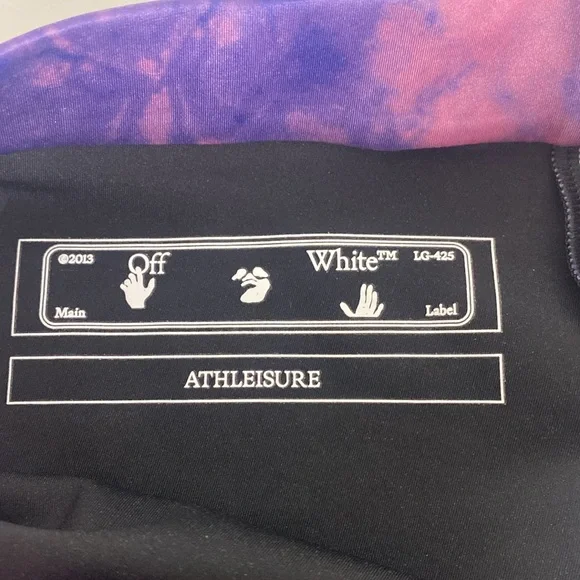 ©2013 Off White™ LG-425
Main Label
ATHLEISURE